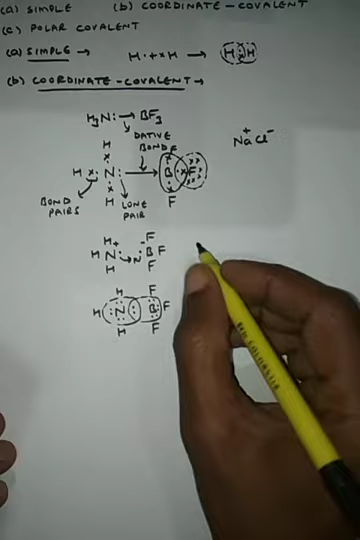 (a) SIMPLE (b) COORDINATE-COVALENT
(c) POLAR COVALENT
(a) SIMPLE → H·+×H → H×H
(b) COORDINATE-COVALENT →
H₃N: → BF₃
DATIVE
BOND
Na⁺Cl⁻
H
H N: → B F
H
F
BOND
PAIRS
LONE
PAIR
H + - F
H N B F
H F
H F
H N B F
H F